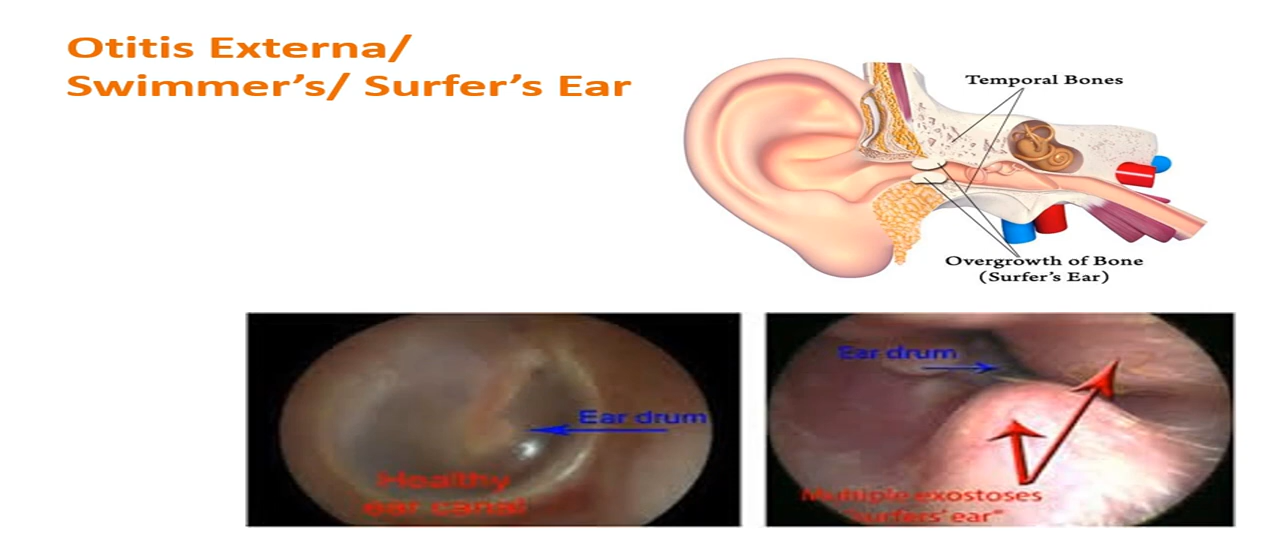 Otitis Externa/
Swimmer's/ Surfer's Ear
Temporal Bones
Overgrowth of Bone
(Surfer's Ear)
Ear drum
Healthy
ear canal
Ear drum
Multiple exostoses
"surfers' ear"